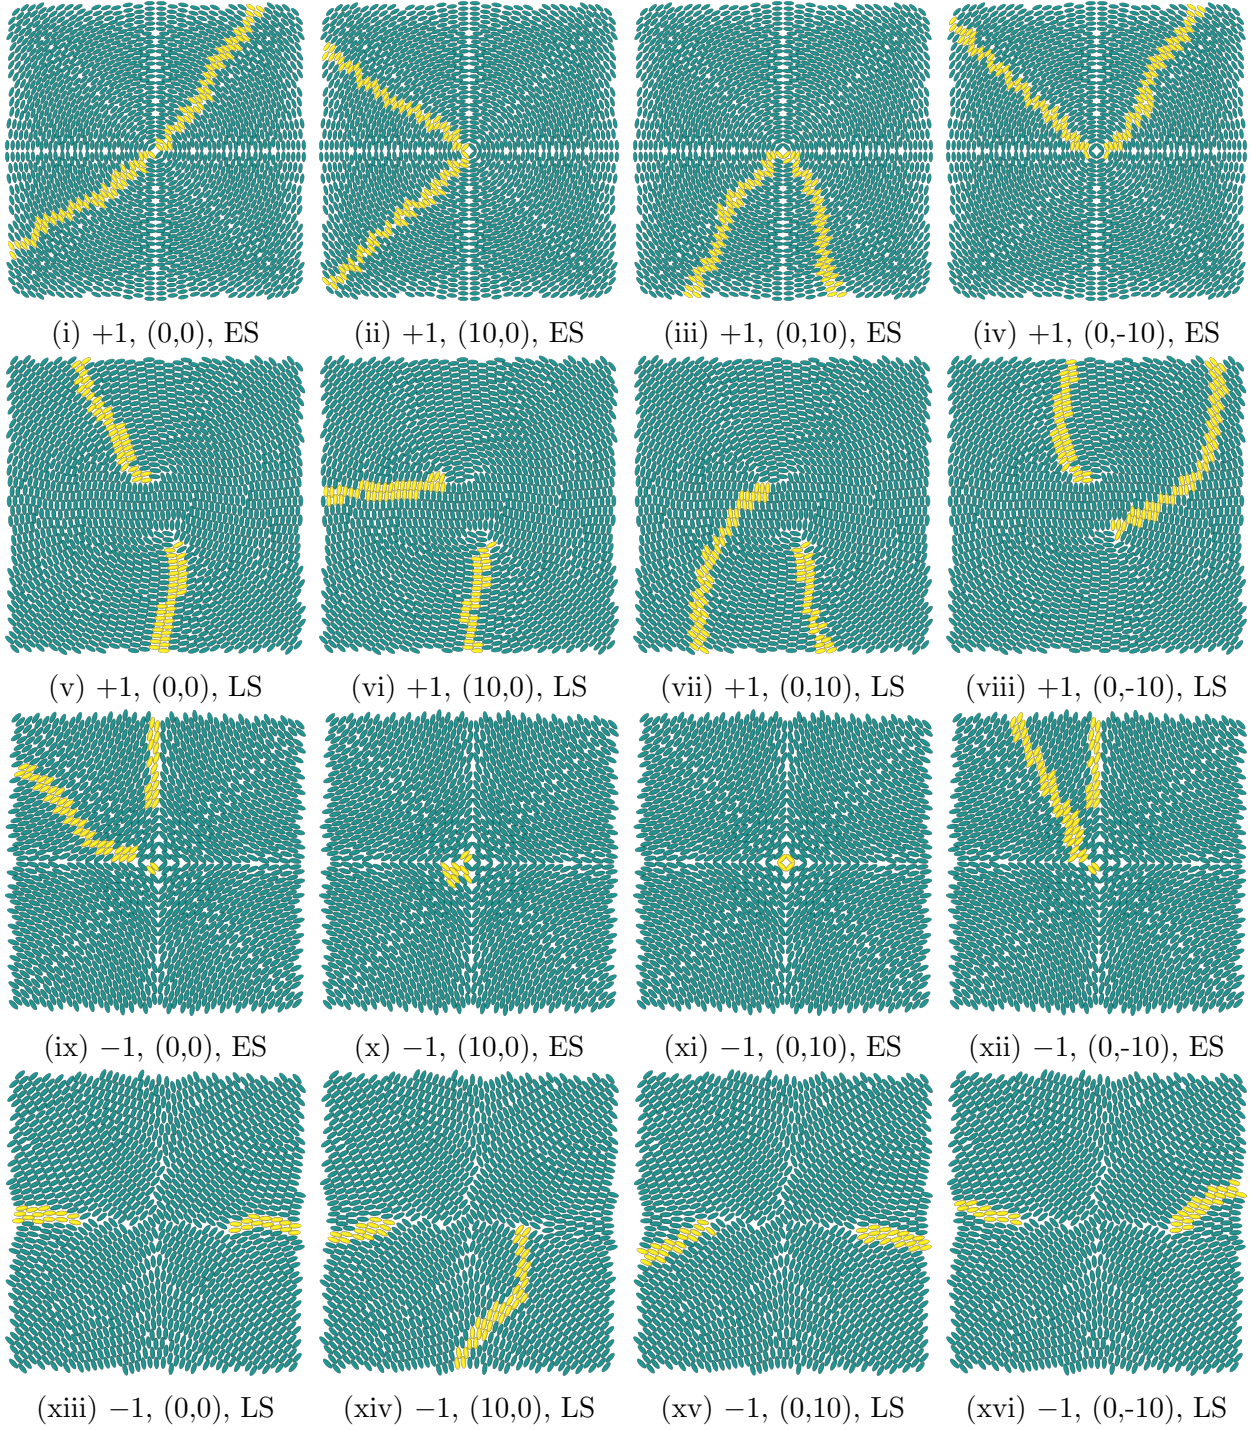 (i) +1, (0,0), ES
(ii) +1, (10,0), ES
(iii) +1, (0,10), ES
(iv) +1, (0,-10), ES
(v) +1, (0,0), LS
(vi) +1, (10,0), LS
(vii) +1, (0,10), LS
(viii) +1, (0,-10), LS
(ix) −1, (0,0), ES
(x) −1, (10,0), ES
(xi) −1, (0,10), ES
(xii) −1, (0,-10), ES
(xiii) −1, (0,0), LS
(xiv) −1, (10,0), LS
(xv) −1, (0,10), LS
(xvi) −1, (0,-10), LS